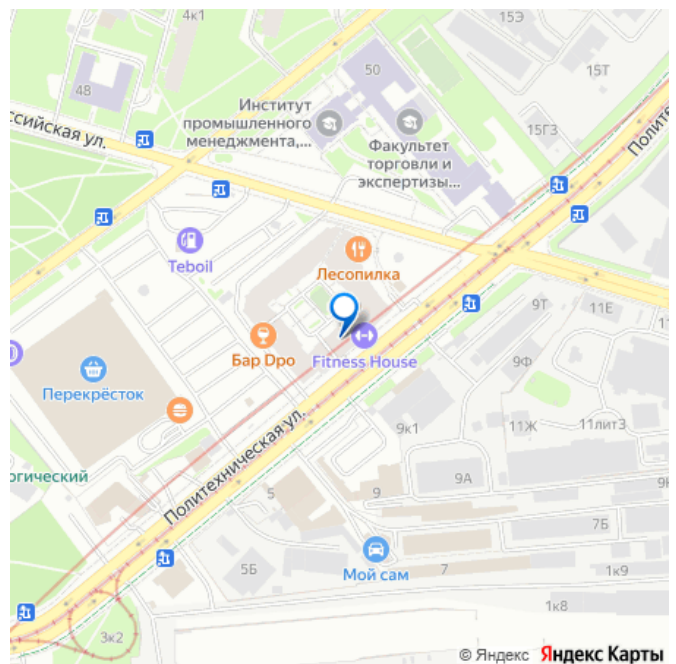 4к1
15Э
50
15Т
48
Институт
промышленного
менеджмента,...
15Г3
Факультет
торговли и
экспертизы...
ссийская ул.
Полите
Teboil
Лесопилка
9Т
11Е
Бар Dро
Fitness House
9Ф
Перекрёсток
9к1
11Ж
11лит3
огический
Политехническая ул.
5
9
9А
9
7Б
5Б
Мой сам
7
1к9
1к8
3к2
© Яндекс Яндекс Карты